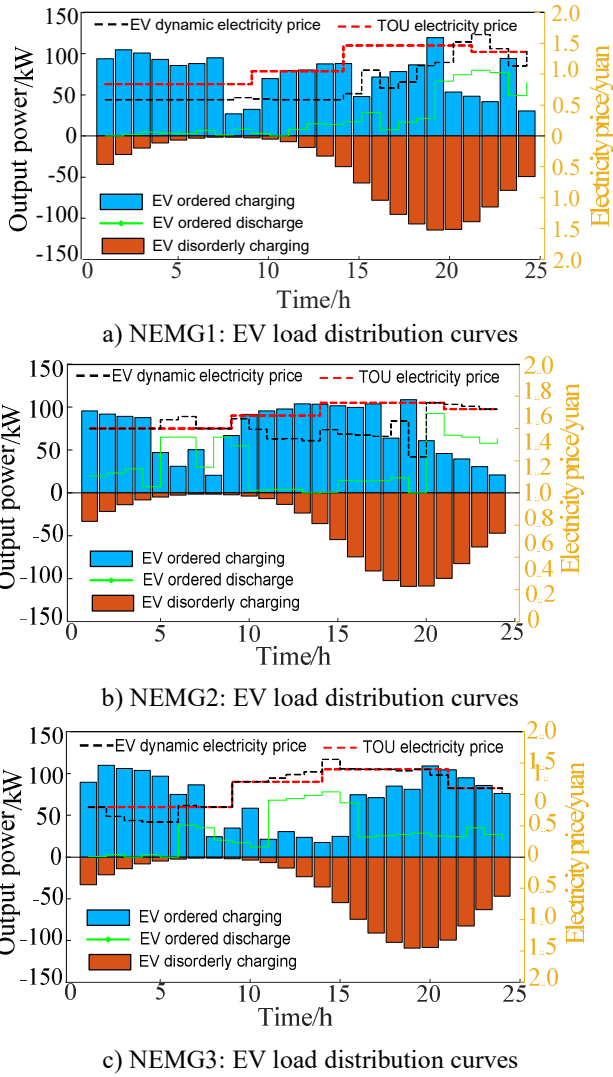 EV dynamic electricity price
TOU electricity price
150
100
50
0
-50
-100
-150
Output power/kW
2.0
1.5
1.0
0.5
0
0.5
1.0
1.5
2.0
Electricity price/yuan
EV ordered charging
EV ordered discharge
EV disorderly charging
0 5 10 15 20 25
Time/h
a) NEMG1: EV load distribution curves
EV dynamic electricity price
TOU electricity price
150
100
50
0
-50
-100
-150
Output power/kW
2.0
1.8
1.6
1.4
1.2
1.0
0.8
0.6
0.4
0.2
0
Electricity price/yuan
EV ordered charging
EV ordered discharge
EV disorderly charging
0 5 10 15 20 25
Time/h
b) NEMG2: EV load distribution curves
EV dynamic electricity price
TOU electricity price
150
100
50
0
-50
-100
-150
Output power/kW
2.0
1.5
0
0.5
0
0.5
1.0
1.5
2.0
Electricity price/yuan
EV ordered charging
EV ordered discharge
EV disorderly charging
0 5 10 15 20 25
Time/h
c) NEMG3: EV load distribution curves